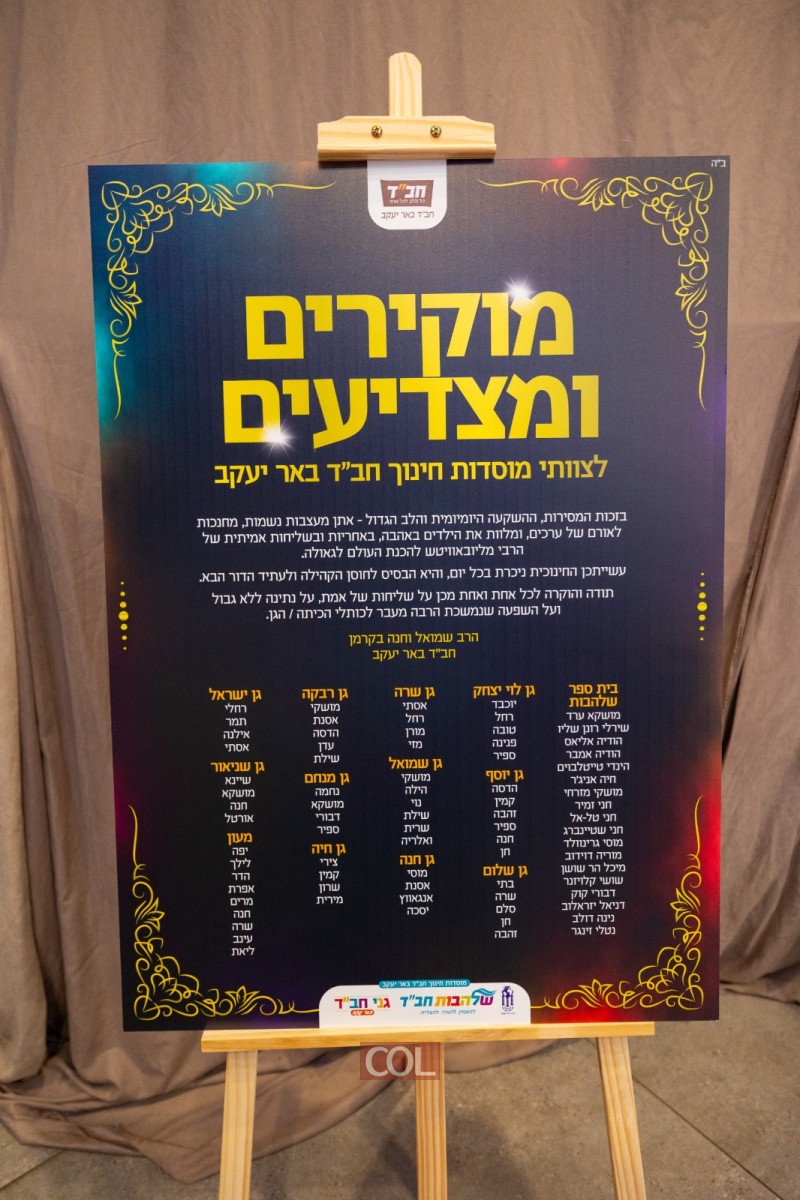 ב"ה
חב"ד
חב"ד באר יעקב
מוקירים
ומצדיעים
לצוותי מוסדות חינוך חב"ד באר יעקב
בזכות המסירות, ההשקעה היומיומית והלב הגדול - אתן מעצבות נשמות, מחנכות
לאורם של ערכים, ומלוות את הילדים באהבה, באחריות ובשליחות אמיתית של
הרבי מליובאוויטש להכנת העולם לגאולה.
עשייתכן החינוכית ניכרת בכל יום, והיא הבסיס לחוסן הקהילה ולעתיד הדור הבא.
תודה והוקרה לכל אחת ואחת מכן על שליחות של אמת, על נתינה ללא גבול
ועל השפעה שנמשכת הרבה מעבר לכותלי הכיתה / הגן.
הרב שמואל וחנה בקרמן
חב"ד באר יעקב
בית ספר
שלהבות
מושקא ערד
שירלי רונן שליו
הודיה אליאס
הודיה אמבר
הינדי טייטלבוים
חיה אניג'ר
מושקי מזרחי
חני זמיר
חני טל-אל
חני שטיינברג
מוסי גרינוולד
מוריה דוידוב
מיכל הר שושן
שושי קלויזנר
דבורי קוק
דניאל יזראלוב
נינה דולב
נטלי זינגר
גן לוי יצחק
יוכבד
רחל
טובה
פנינה
ספיר
גן יוסף
הדסה
קמין
זהבה
ספיר
חנה
חן
גן שלום
בתי
שרה
סלם
חן
זהבה
גן שרה
אסתי
רחל
מורן
מזי
גן שמואל
מושקי
הילה
נוי
שילת
שרית
ואלריה
גן חנה
מוסי
אסנת
אנגאווץ
יסכה
גן רבקה
מושקי
אסנת
הדסה
עדן
שילת
גן מנחם
נחמה
מושקא
דבורי
ספיר
גן חיה
צירי
קמין
שרון
מירית
גן ישראל
רחלי
תמר
אילנה
אסתי
גן שניאור
שיינא
מושקא
חנה
אורטל
מעון
יפה
לילך
הדר
אפרת
מרים
חנה
שרה
עינב
ליאת
מוסדות חינוך חב"ד באר יעקב
שלהבות חב"ד
גני חב"ד
באר יעקב
COL